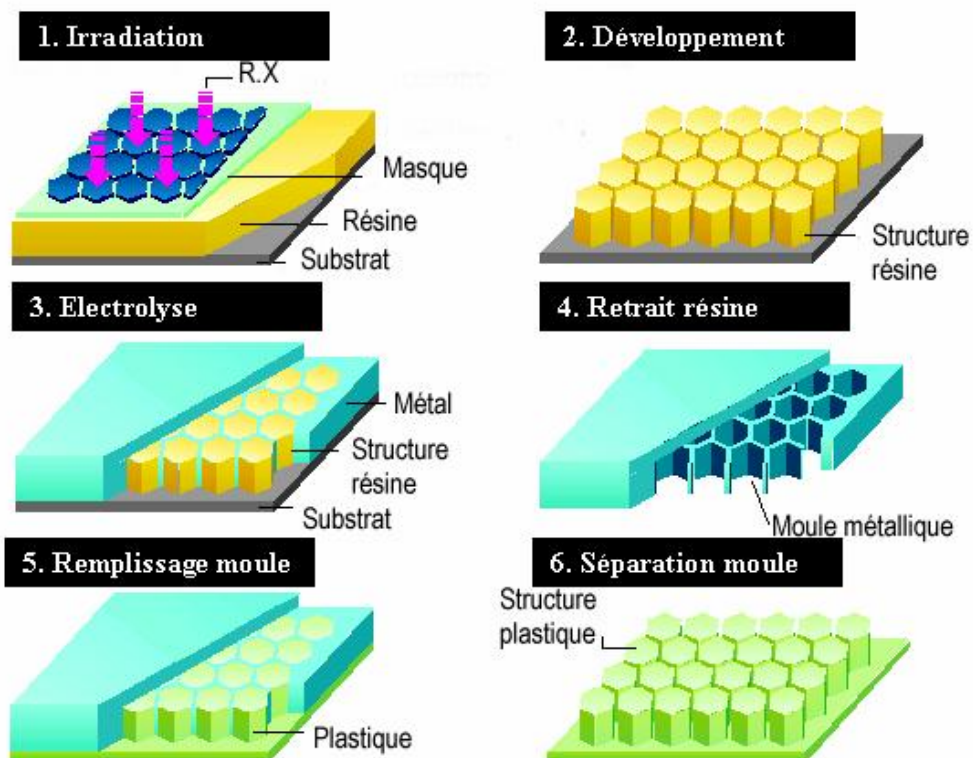 1. Irradiation
R.X
Masque
Résine
Substrat
2. Développement
Structure
résine
3. Electrolyse
Métal
Structure
résine
Substrat
4. Retrait résine
Moule métallique
5. Remplissage moule
Plastique
6. Séparation moule
Structure
plastique